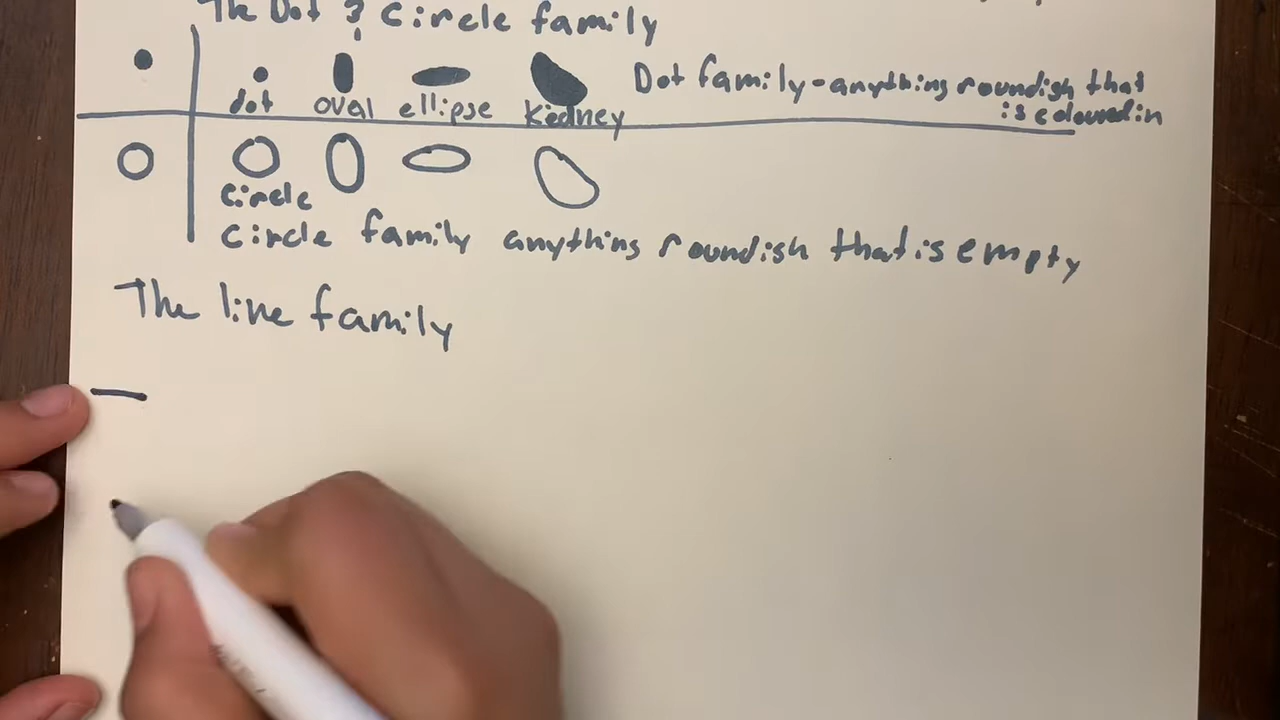 The Dot & Circle family
dot oval ellipse Kidney
Dot family - anything roundish that
is coloured in
Circle
Circle family anything roundish that is empty
The line family